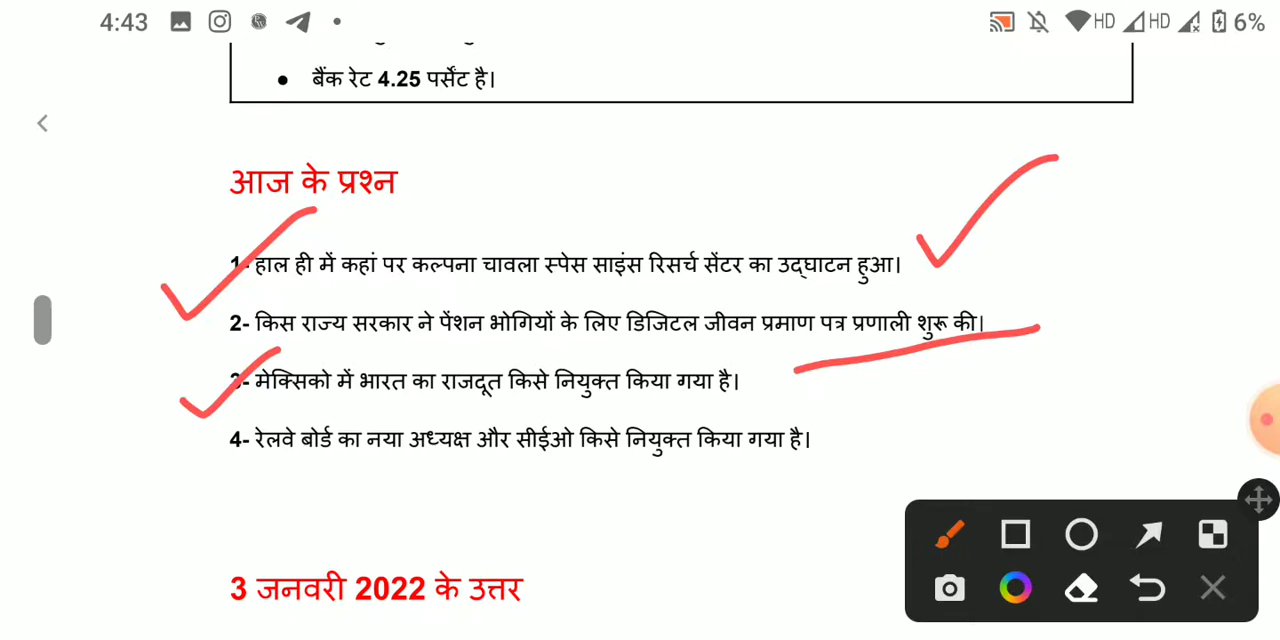 4:43
HD HD 6%
बैंक रेट 4.25 पर्सेंट है।
आज के प्रश्न
1- हाल ही में कहां पर कल्पना चावला स्पेस साइंस रिसर्च सेंटर का उद्घाटन हुआ।
2- किस राज्य सरकार ने पेंशन भोगियों के लिए डिजिटल जीवन प्रमाण पत्र प्रणाली शुरू की।
3- मेक्सिको में भारत का राजदूत किसे नियुक्त किया गया है।
4- रेलवे बोर्ड का नया अध्यक्ष और सीईओ किसे नियुक्त किया गया है।
3 जनवरी 2022 के उत्तर